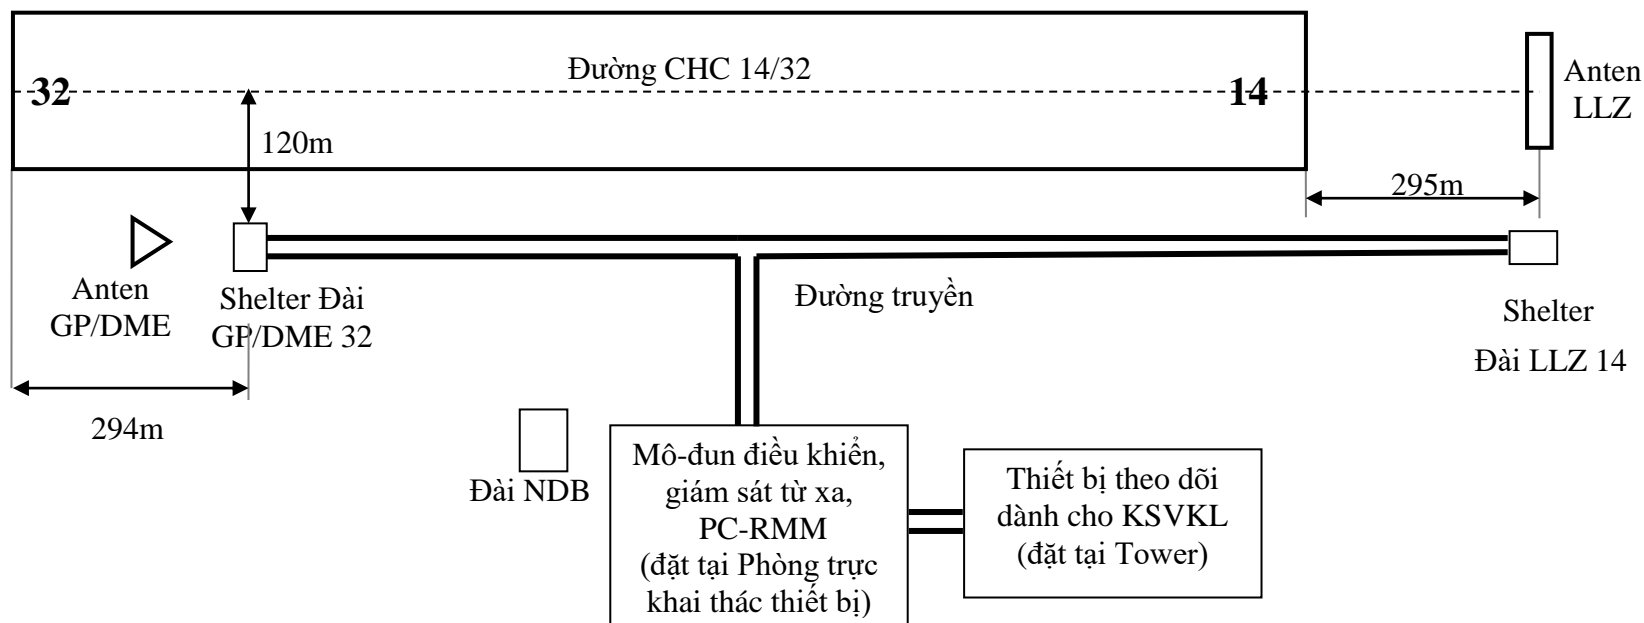 Đường CHC 14/32
32
14
Anten
LLZ
120m
295m
Anten
GP/DME
Shelter Đài
GP/DME 32
Đường truyền
Shelter
Đài LLZ 14
294m
Đài NDB
Mô-đun điều khiển,
giám sát từ xa,
PC-RMM
(đặt tại Phòng trực
khai thác thiết bị)
Thiết bị theo dõi
dành cho KSVKL
(đặt tại Tower)